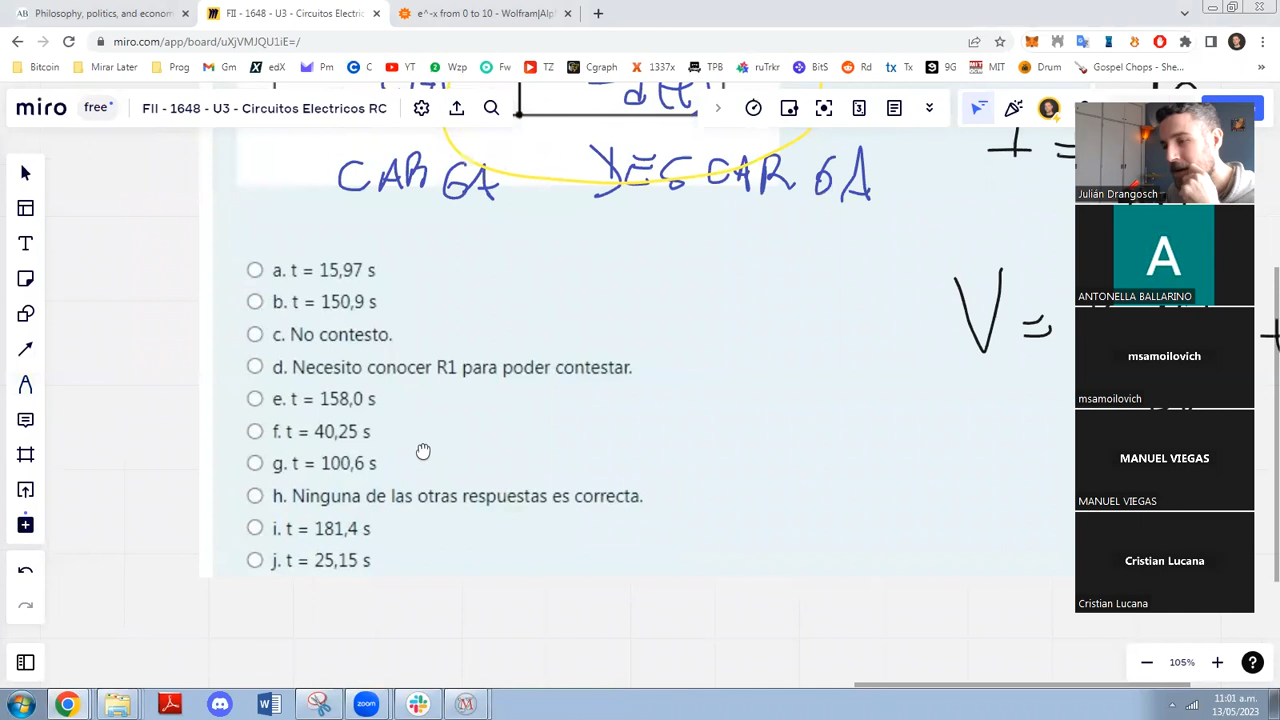 Philosophy, politics, and econom
FII - 1648 - U3 - Circuitos Electric
e^-x from 0 to 10 - Wolfram|Alp
miro.com/app/board/uXjVMJQU1iE=/
Bitcoin
Mirar Later
Prog
Gm
edX
Pm
C
YT
Wzp
Fw
TZ
Cgraph
1337x
TPB
ruTrkr
BitS
Rd
Tx
9G
MIT
Drum
Gospel Chops - She...
miro
free
FII - 1648 - U3 - Circuitos Electricos RC
d(t
CARGA
DESCARGA
I =
V =
Julián Drangosch
A
ANTONELLA BALLARINO
msamoilovich
msamoilovich
MANUEL VIEGAS
MANUEL VIEGAS
Cristian Lucana
Cristian Lucana
a. t = 15,97 s
b. t = 150,9 s
c. No contesto.
d. Necesito conocer R1 para poder contestar.
e. t = 158,0 s
f. t = 40,25 s
g. t = 100,6 s
h. Ninguna de las otras respuestas es correcta.
i. t = 181,4 s
j. t = 25,15 s
105%
zoom
11:01 a.m.
13/05/2023